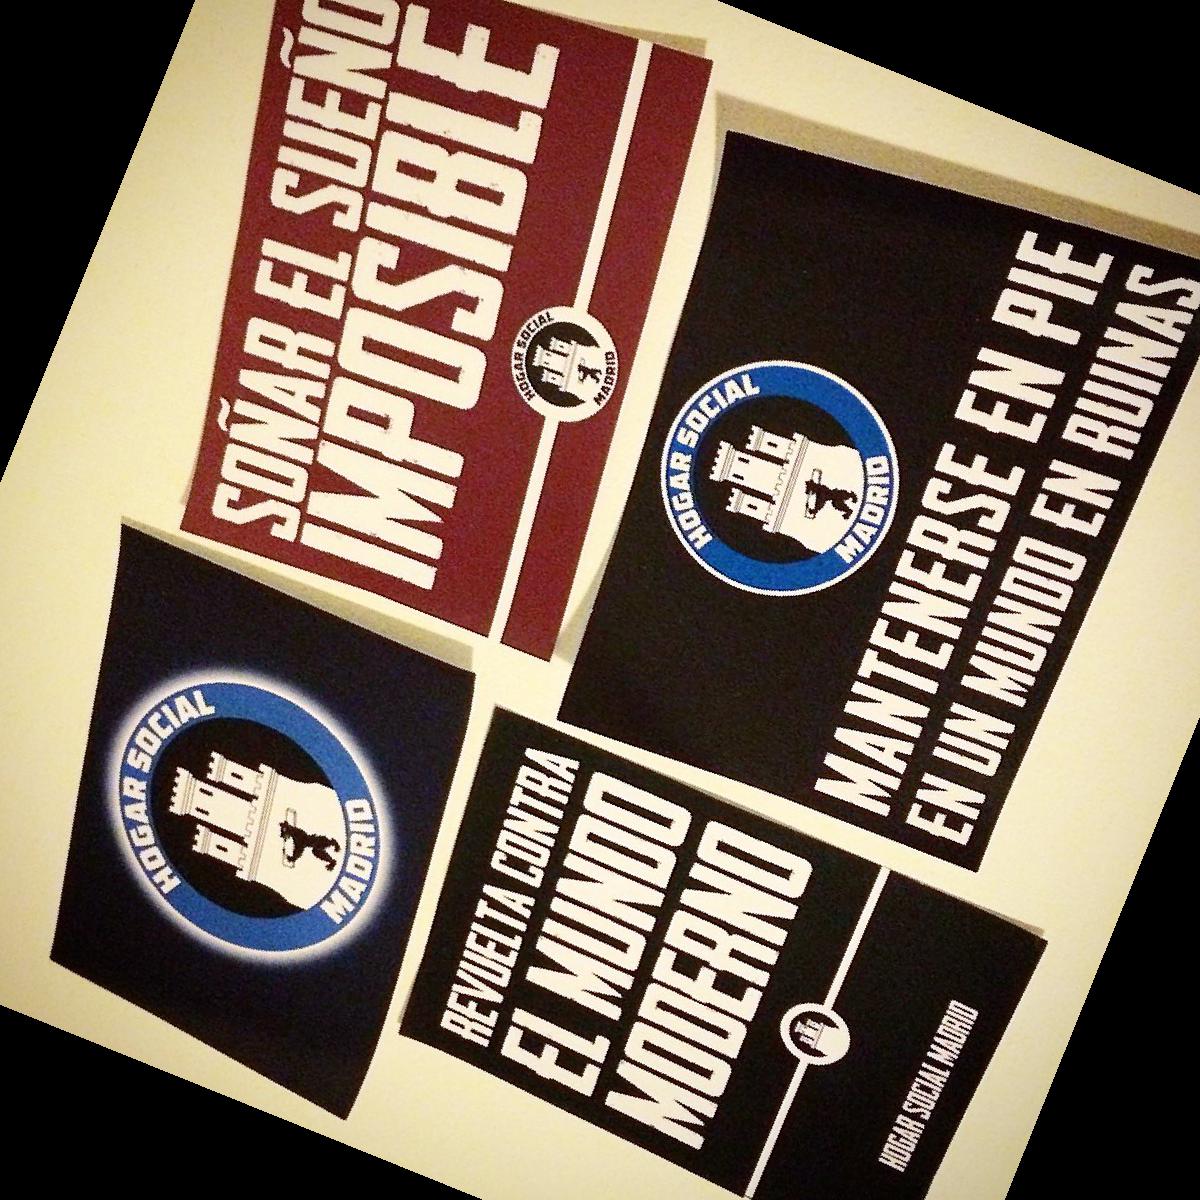 SOÑAR EL SUEÑO
IMPOSIBLE
HOGAR SOCIAL
MADRID
HOGAR SOCIAL
MADRID
MANTENERSE EN PIE
EN UN MUNDO EN RUINAS
HOGAR SOCIAL
MADRID
REVUELTA CONTRA
EL MUNDO
MODERNO
HOGAR SOCIAL MADRID